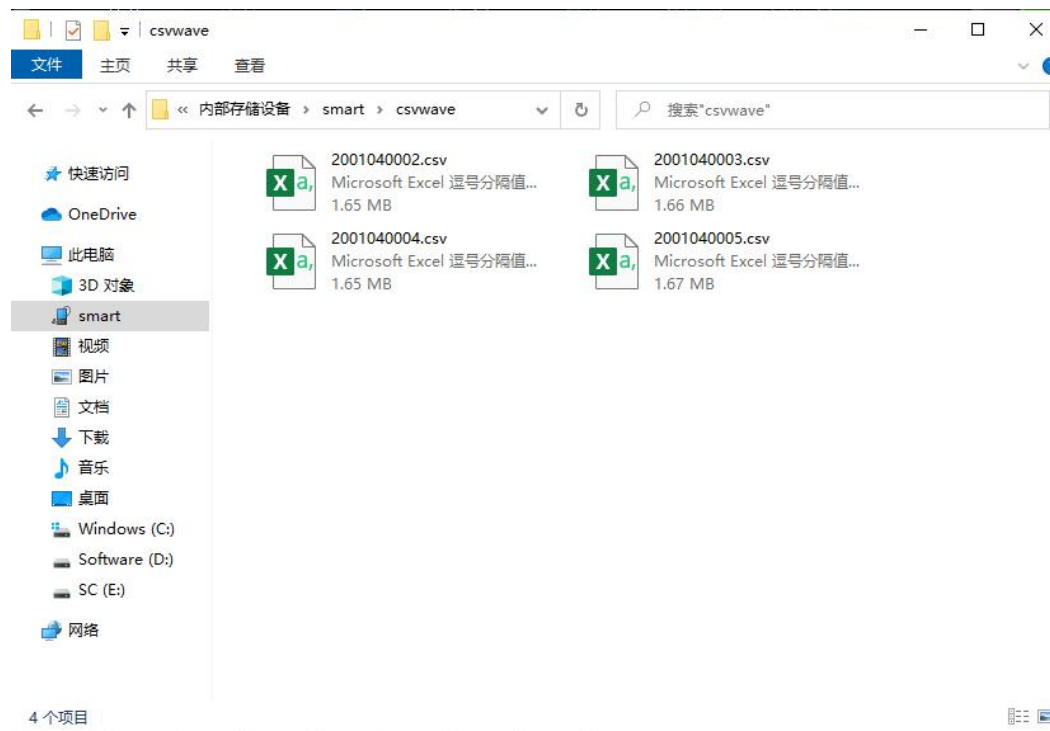 csvwave
文件 主页 共享 查看
« 内部存储设备 › smart › csvwave
搜索"csvwave"
快速访问
OneDrive
此电脑
3D 对象
smart
视频
图片
文档
下载
音乐
桌面
Windows (C:)
Software (D:)
SC (E:)
网络
2001040002.csv
Microsoft Excel 逗号分隔值...
1.65 MB
2001040003.csv
Microsoft Excel 逗号分隔值...
1.66 MB
2001040004.csv
Microsoft Excel 逗号分隔值...
1.65 MB
2001040005.csv
Microsoft Excel 逗号分隔值...
1.67 MB
4 个项目